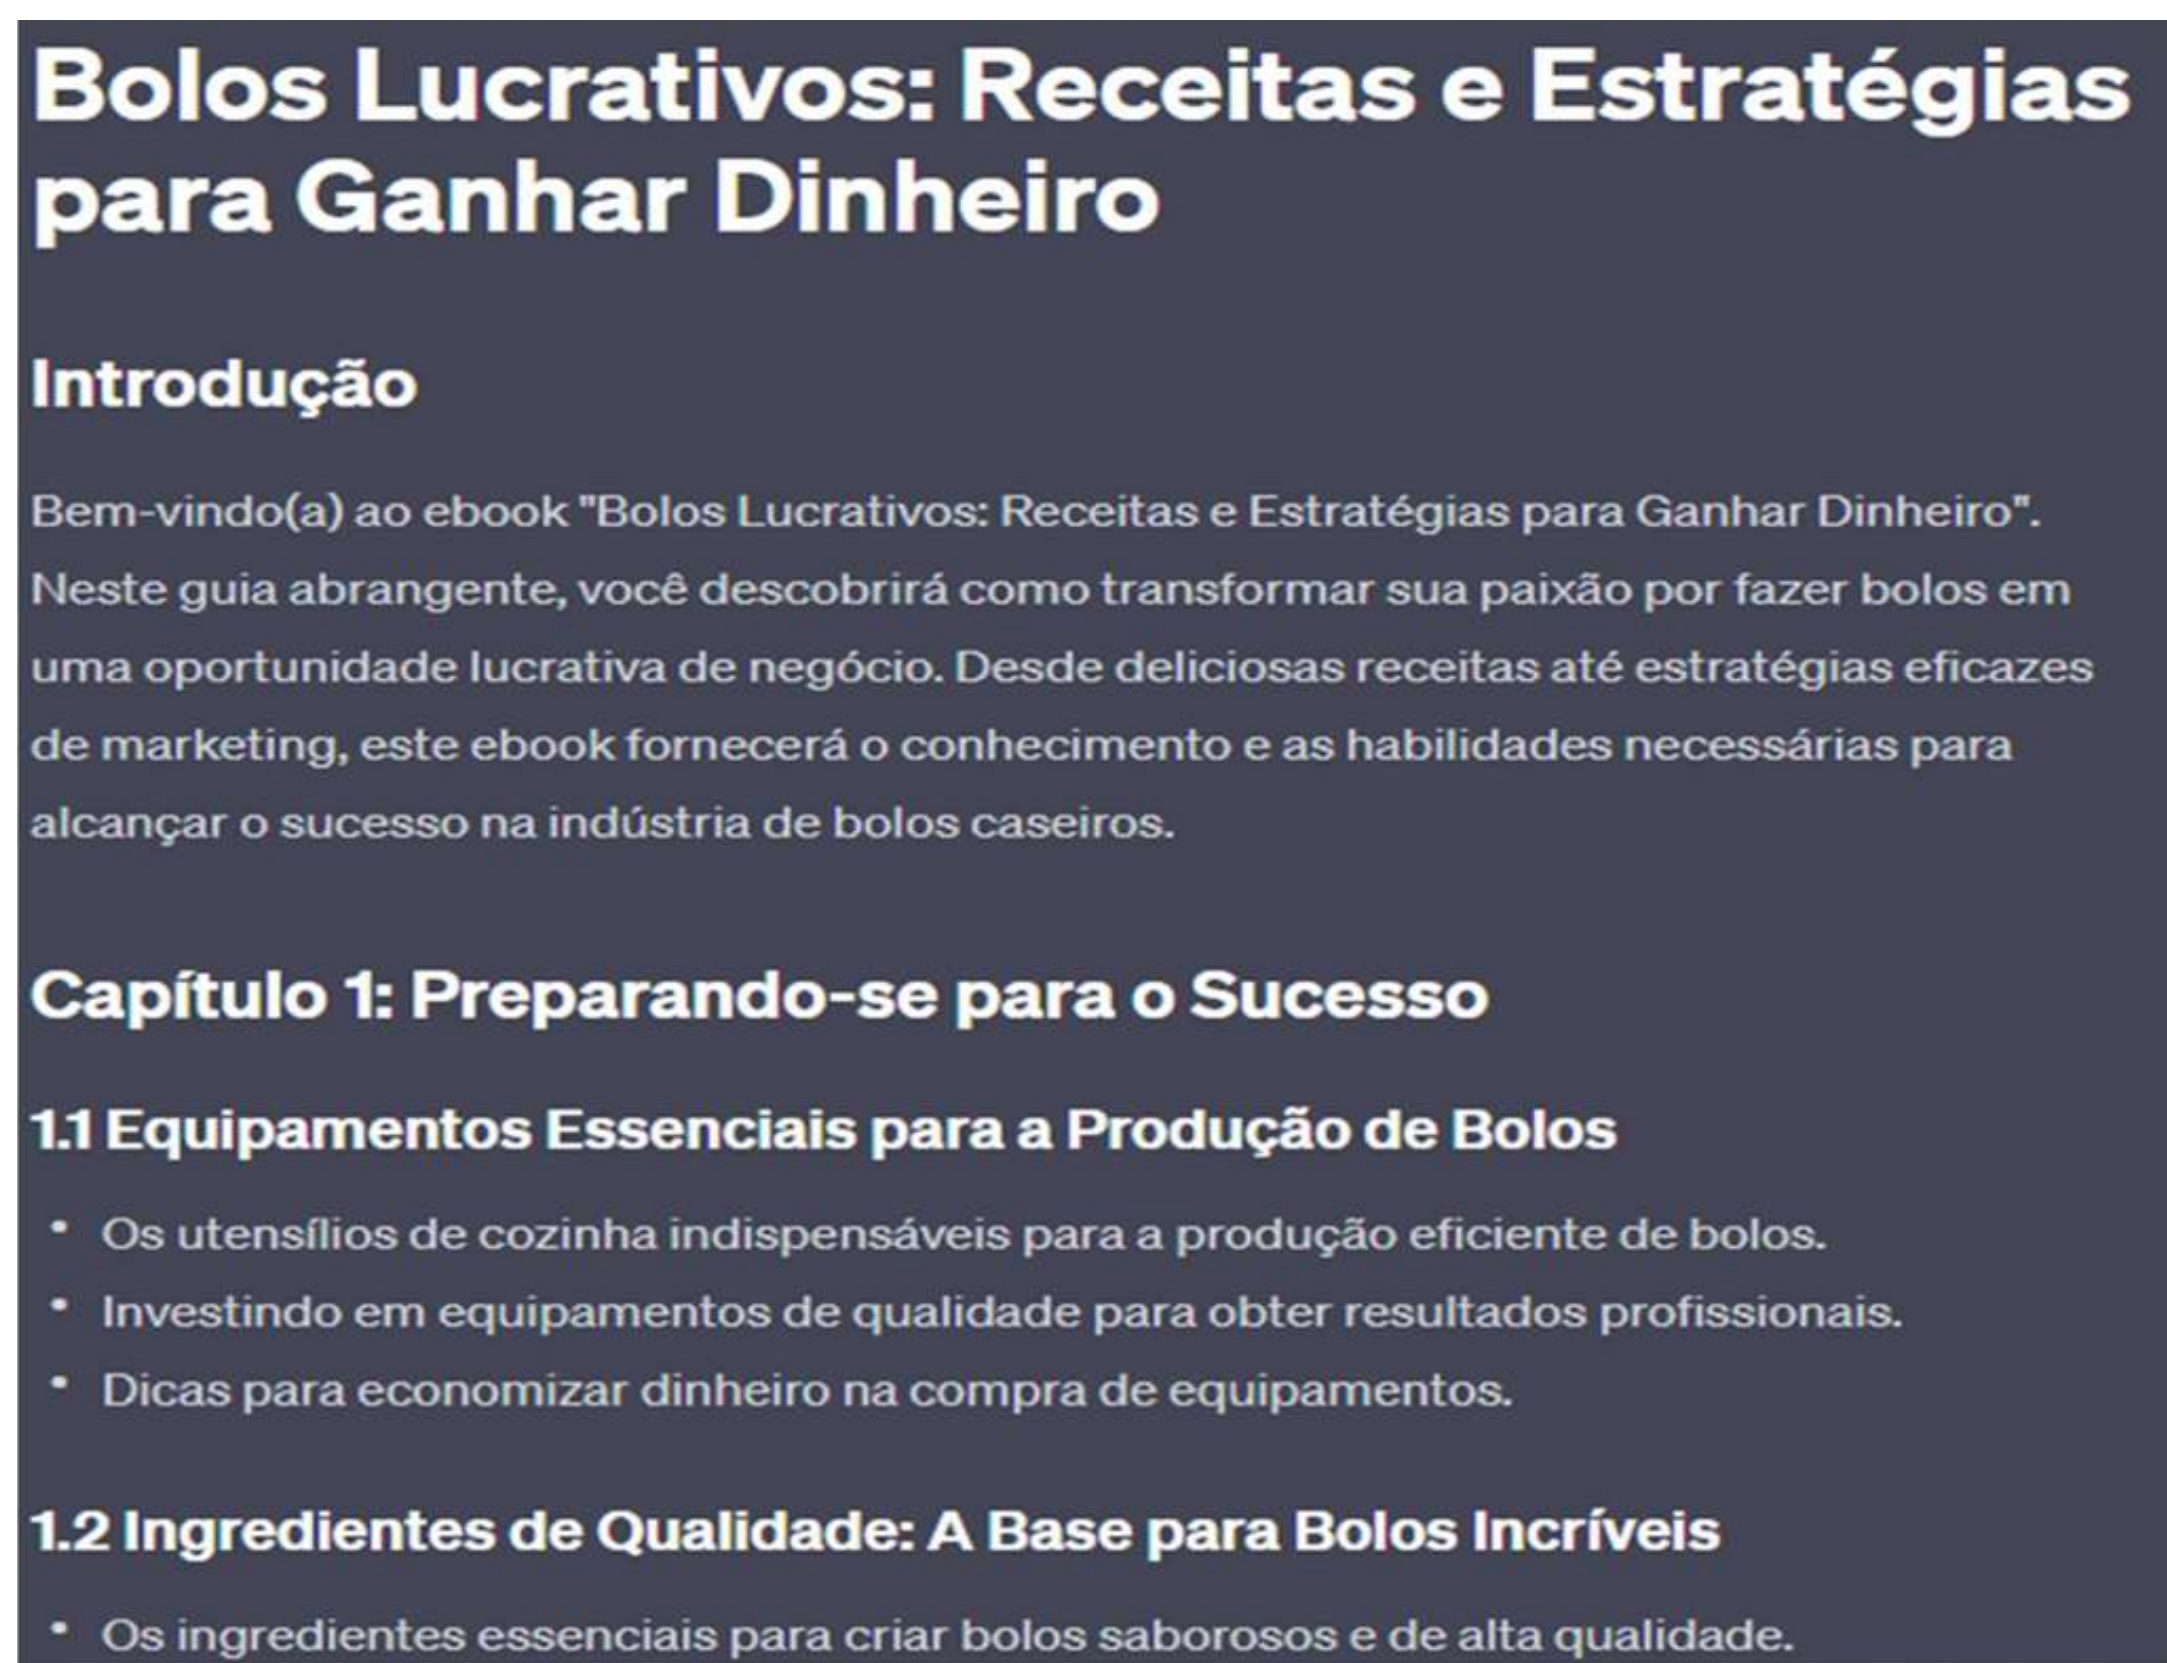 Bolos Lucrativos: Receitas e Estratégias
para Ganhar Dinheiro
Introdução
Bem-vindo(a) ao ebook "Bolos Lucrativos: Receitas e Estratégias para Ganhar Dinheiro".
Neste guia abrangente, você descobrirá como transformar sua paixão por fazer bolos em
uma oportunidade lucrativa de negócio. Desde deliciosas receitas até estratégias eficazes
de marketing, este ebook fornecerá o conhecimento e as habilidades necessárias para
alcançar o sucesso na indústria de bolos caseiros.
Capítulo 1: Preparando-se para o Sucesso
1.1 Equipamentos Essenciais para a Produção de Bolos
• Os utensílios de cozinha indispensáveis para a produção eficiente de bolos.
• Investindo em equipamentos de qualidade para obter resultados profissionais.
• Dicas para economizar dinheiro na compra de equipamentos.
1.2 Ingredientes de Qualidade: A Base para Bolos Incríveis
• Os ingredientes essenciais para criar bolos saborosos e de alta qualidade.